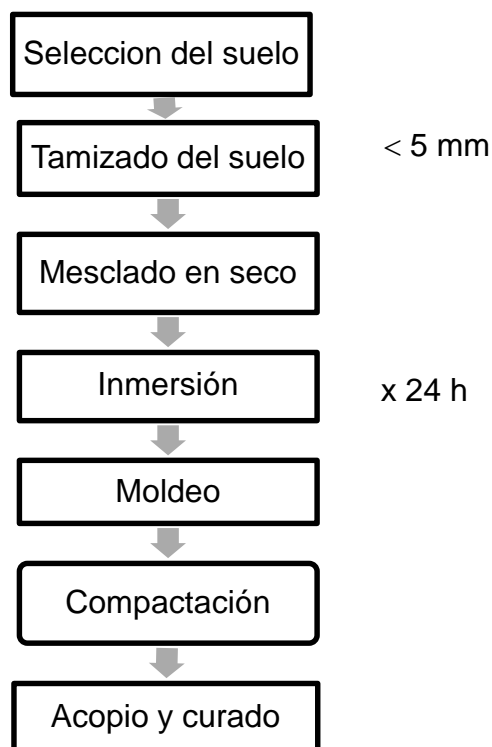 Seleccion del suelo
Tamizado del suelo
< 5 mm
Mesclado en seco
Inmersión
x 24 h
Moldeo
Compactación
Acopio y curado